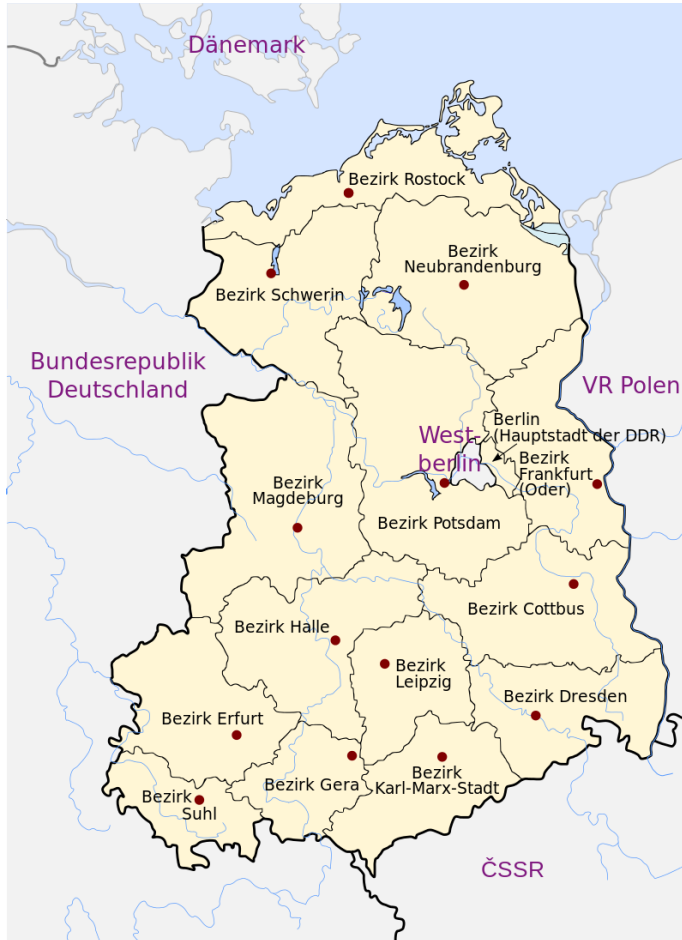 Dänemark
Bezirk Rostock
Bezirk
Neubrandenburg
Bezirk Schwerin
Bundesrepublik
Deutschland
VR Polen
Berlin
(Hauptstadt der DDR)
West-
berlin
Bezirk
Frankfurt
(Oder)
Bezirk
Magdeburg
Bezirk Potsdam
Bezirk Cottbus
Bezirk Halle
Bezirk
Leipzig
Bezirk Dresden
Bezirk Erfurt
Bezirk Gera
Bezirk
Karl-Marx-Stadt
Bezirk
Suhl
ČSSR